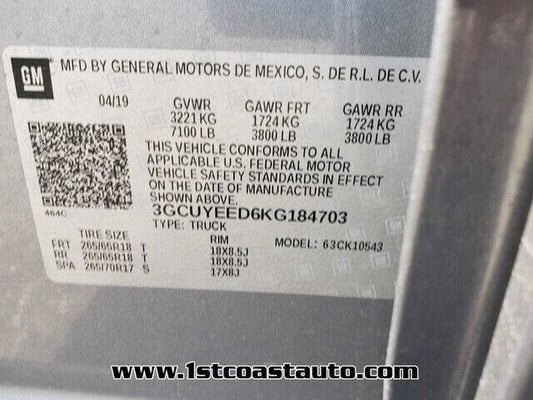 GM MFD BY GENERAL MOTORS DE MEXICO, S. DE R.L. DE C.V.
04/19 GVWR GAWR FRT GAWR RR
3221 KG 1724 KG 1724 KG
7100 LB 3800 LB 3800 LB
THIS VEHICLE CONFORMS TO ALL
APPLICABLE U.S. FEDERAL MOTOR
VEHICLE SAFETY STANDARDS IN
EFFECT ON THE DATE OF MANUFACTURE
SHOWN ABOVE.
464C 3GCUYEED6KG184703
TYPE: TRUCK
TIRE SIZE RIM MODEL: 63CK10543
FRT 265/65R18 T 18X8.5J
RR 265/65R18 T 18X8.5J
SPA 265/70R17 S 17X8J
www.1stcoastauto.com